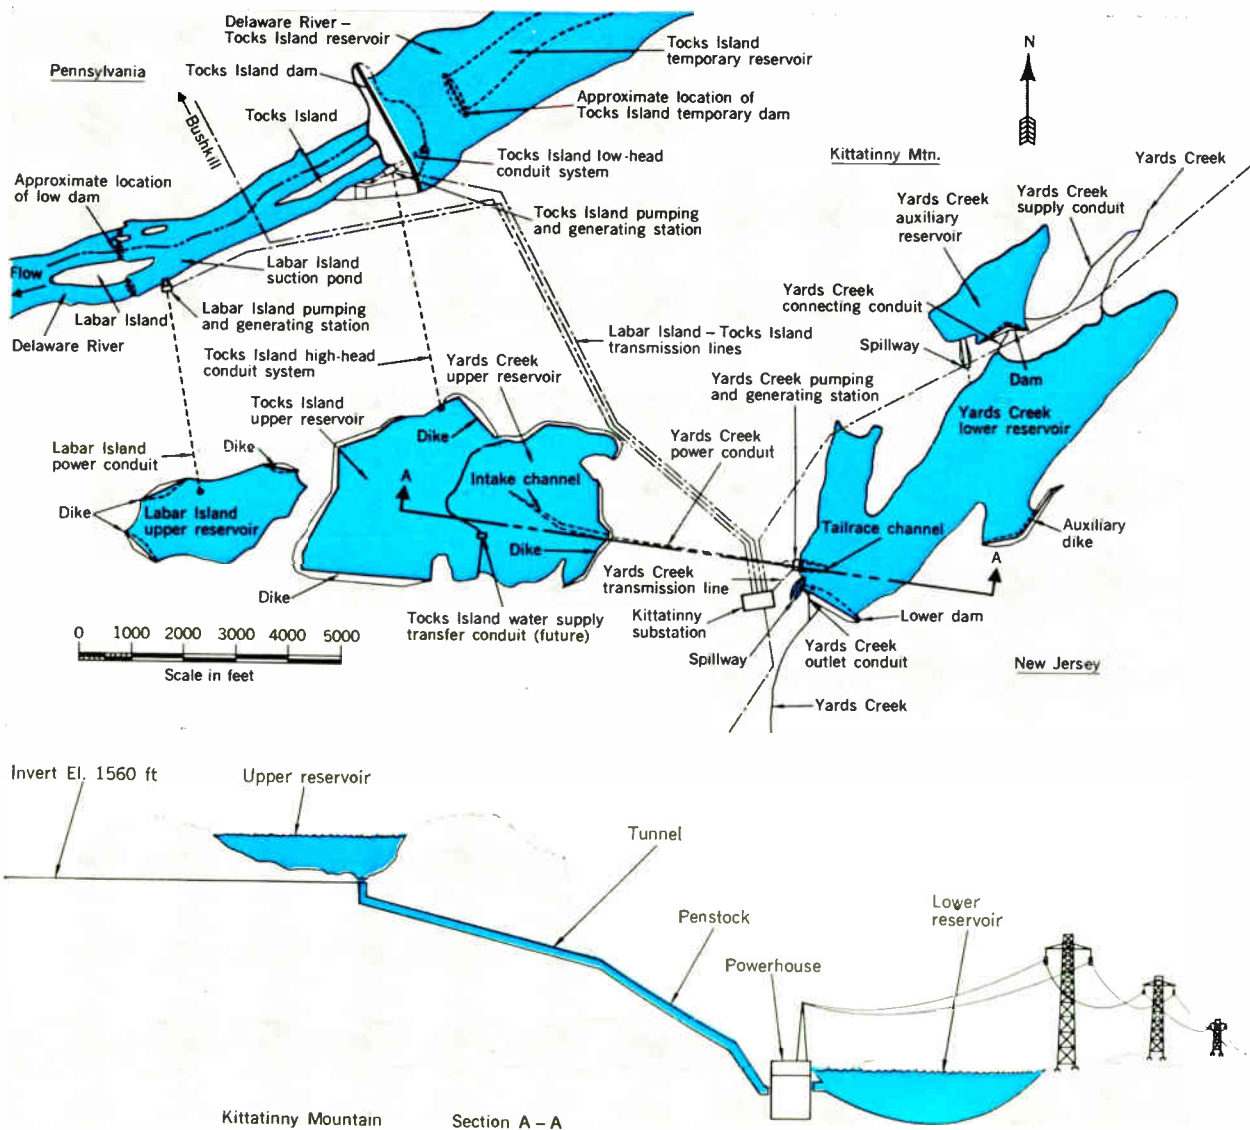 Delaware River –
Tocks Island reservoir
Tocks Island dam
Pennsylvania
Tocks Island
Bushkill
Approximate location
of low dam
Flow
Labar Island
Delaware River
Labar Island
suction pond
Labar Island pumping
and generating station
Tocks Island high-head
conduit system
Tocks Island
temporary reservoir
Approximate location of
Tocks Island temporary dam
Tocks Island low-head
conduit system
Tocks Island pumping
and generating station
Labar Island – Tocks Island
transmission lines
N
Kittatinny Mtn.
Yards Creek
Yards Creek
supply conduit
Yards Creek
auxiliary
reservoir
Yards Creek
connecting conduit
Spillway
Dam
Yards Creek
lower reservoir
Yards Creek pumping
and generating station
Yards Creek
power conduit
Yards Creek
upper reservoir
Tocks Island
upper reservoir
Dike
Intake channel
A
Dike
Dike
Labar Island
power conduit
Dike
Dike
Labar Island
upper reservoir
Tocks Island water supply
transfer conduit (future)
Yards Creek
transmission line
Kittatinny
substation
Spillway
Yards Creek
outlet conduit
Tailrace channel
Auxiliary
dike
A
Lower dam
Yards Creek
New Jersey
0 1000 2000 3000 4000 5000
Scale in feet
Invert El. 1560 ft
Upper reservoir
Tunnel
Penstock
Powerhouse
Lower
reservoir
Kittatinny Mountain
Section A – A